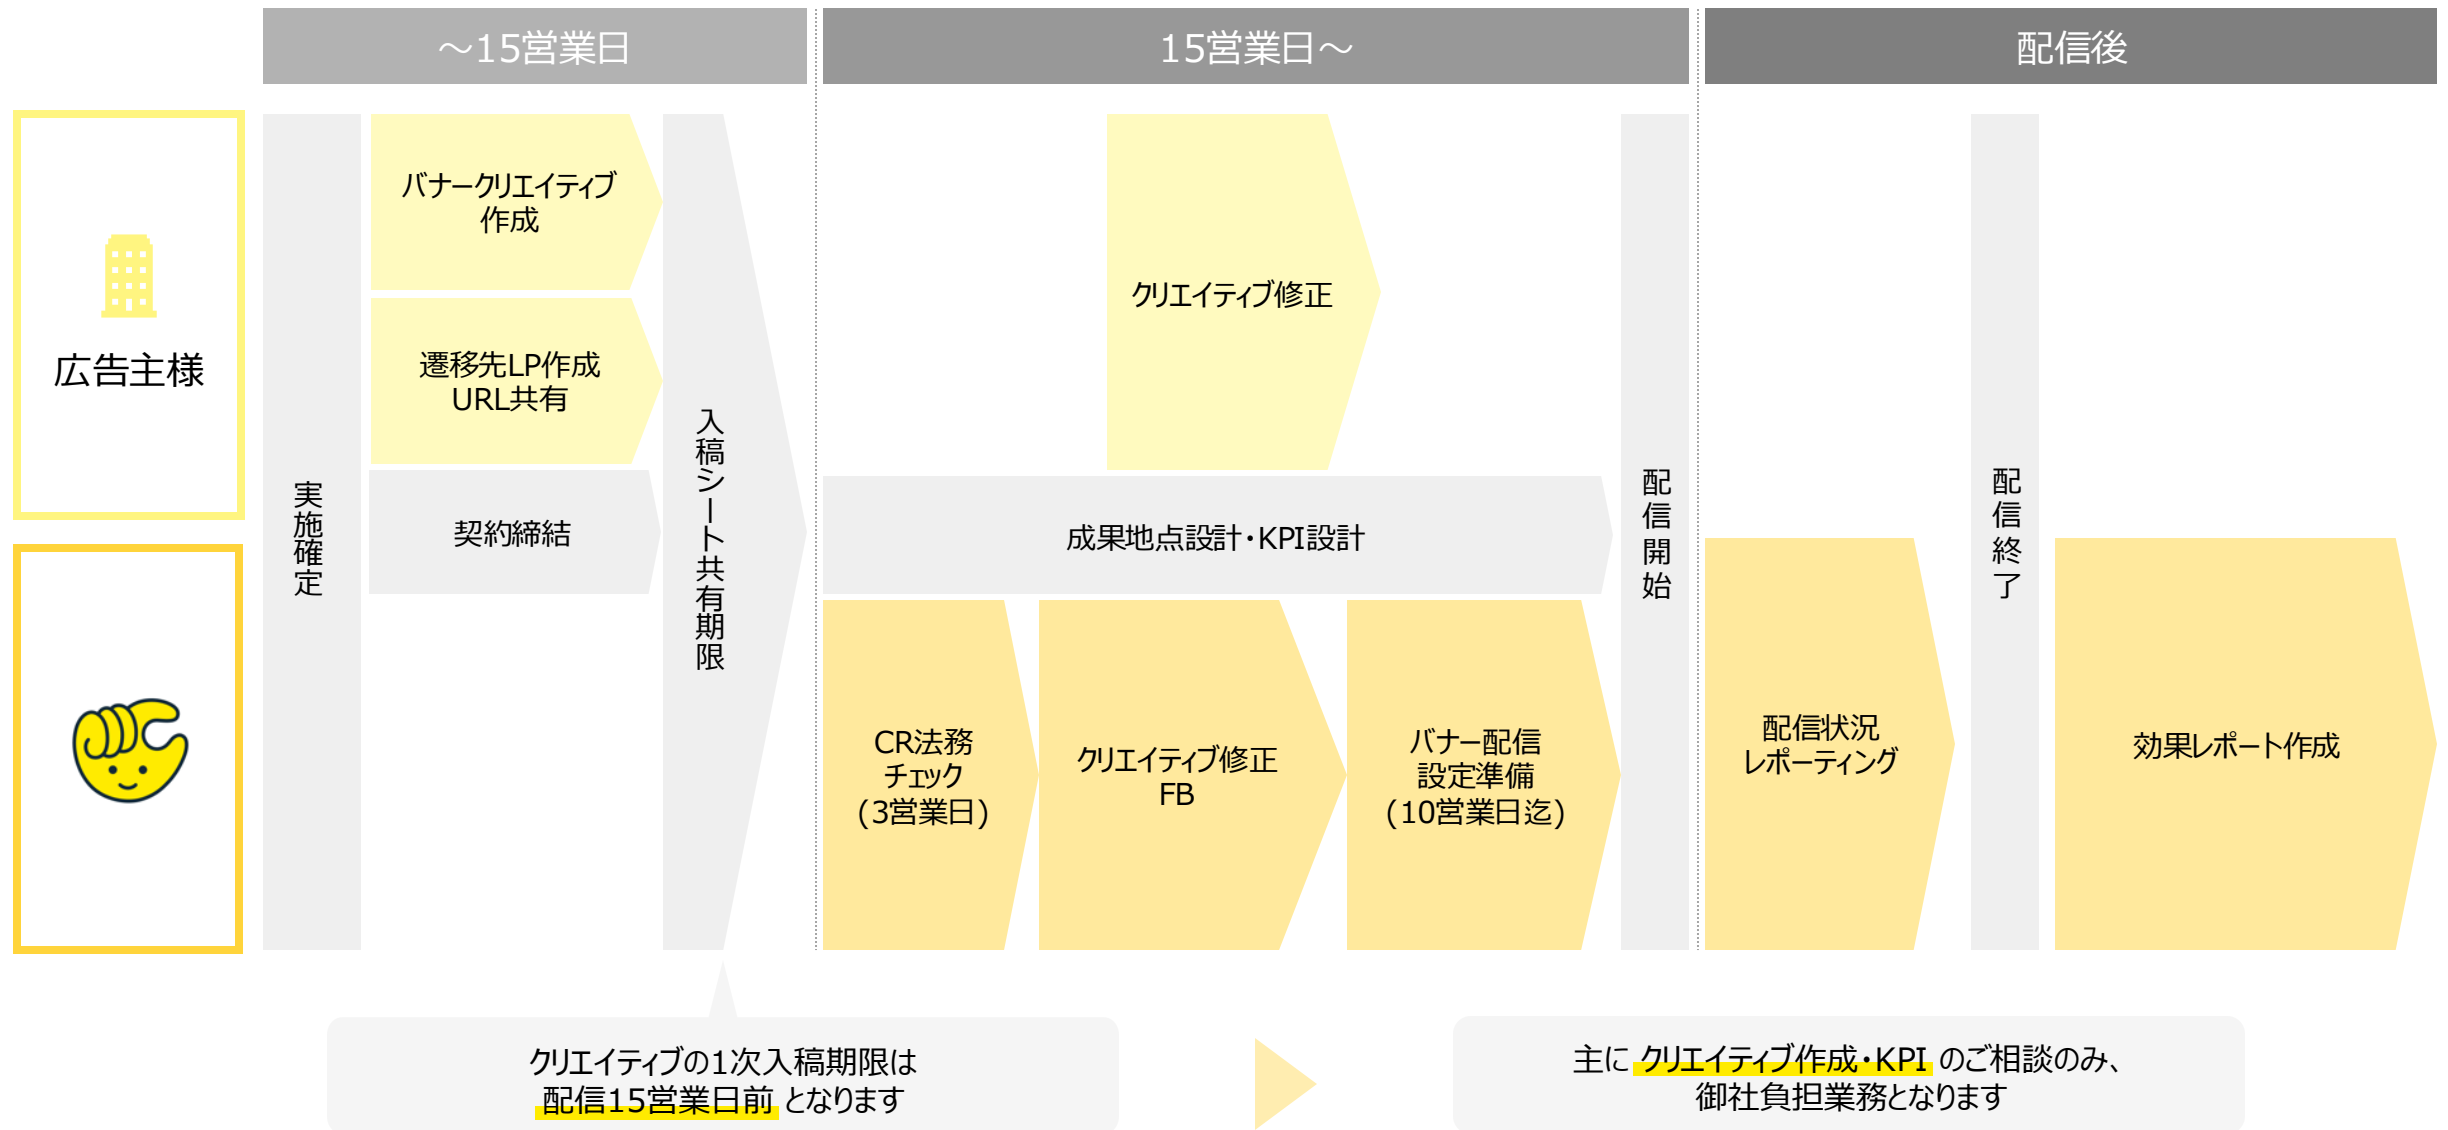 ～15営業日
15営業日～
配信後
広告主様
実施確定
バナークリエイティブ
作成
遷移先LP作成
URL共有
契約締結
入稿シート共有期限
クリエイティブ修正
成果地点設計・KPI設計
CR法務
チェック
(3営業日)
クリエイティブ修正
FB
バナー配信
設定準備
(10営業日迄)
配信開始
配信状況
レポーティング
配信終了
効果レポート作成
クリエイティブの1次入稿期限は
配信15営業日前 となります
主に クリエイティブ作成・KPI のご相談のみ、
御社負担業務となります